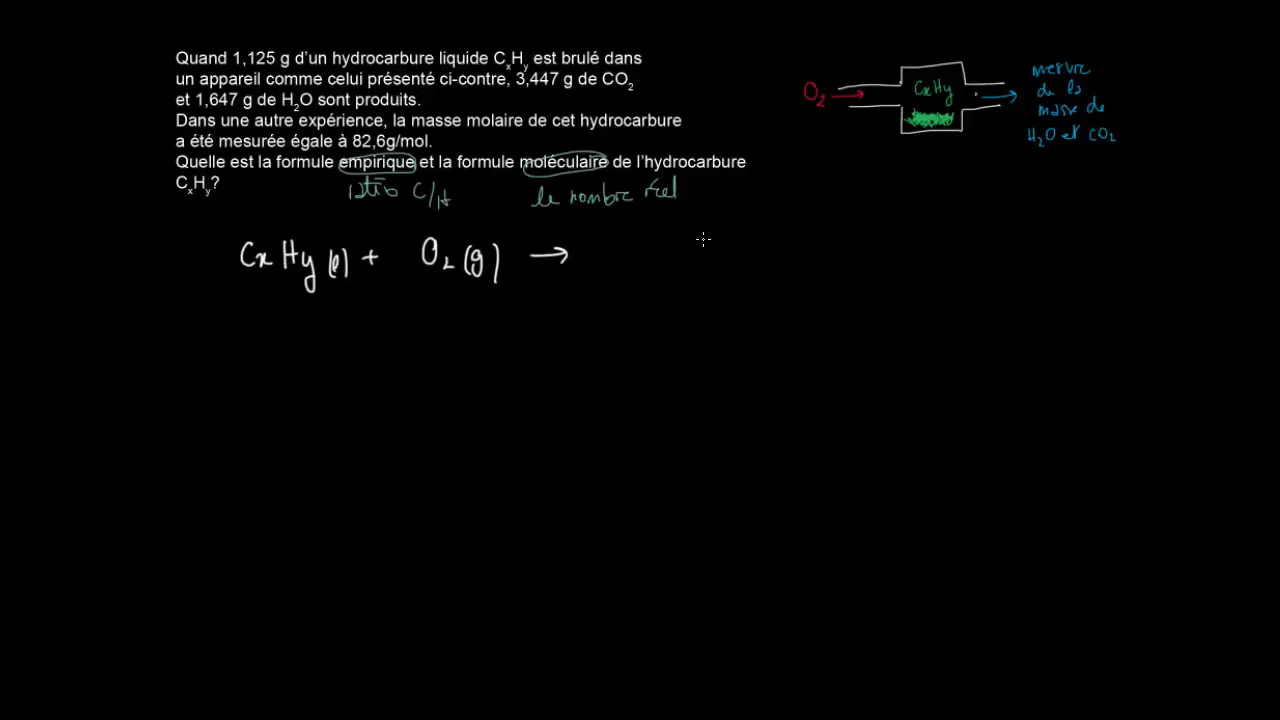 Quand 1,125 g d'un hydrocarbure liquide CxHy est brulé dans
un appareil comme celui présenté ci-contre, 3,447 g de CO2
et 1,647 g de H2O sont produits.
Dans une autre expérience, la masse molaire de cet hydrocarbure
a été mesurée égale à 82,6g/mol.
Quelle est la formule empirique et la formule moléculaire de l'hydrocarbure
CxHy?
ratio C/H
le nombre réel
CxHy(l) + O2(g) →
O2 →
CxHy
→
mesure
de la
masse de
H2O et CO2